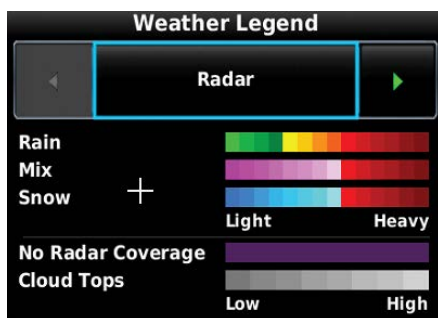 Weather Legend
Radar
Rain
Mix
Snow
Light Heavy
No Radar Coverage
Cloud Tops
Low High